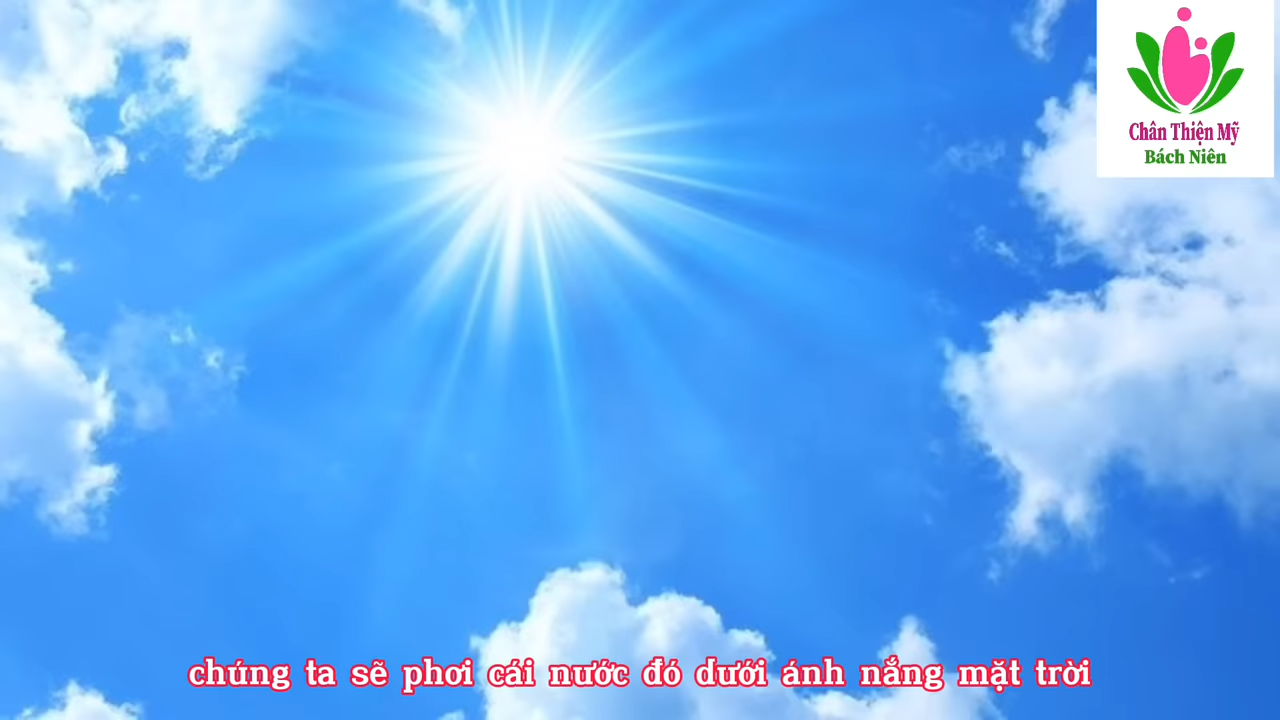 Chân Thiện Mỹ
Bách Niên
chúng ta sẽ phơi cái nước đó dưới ánh nắng mặt trời